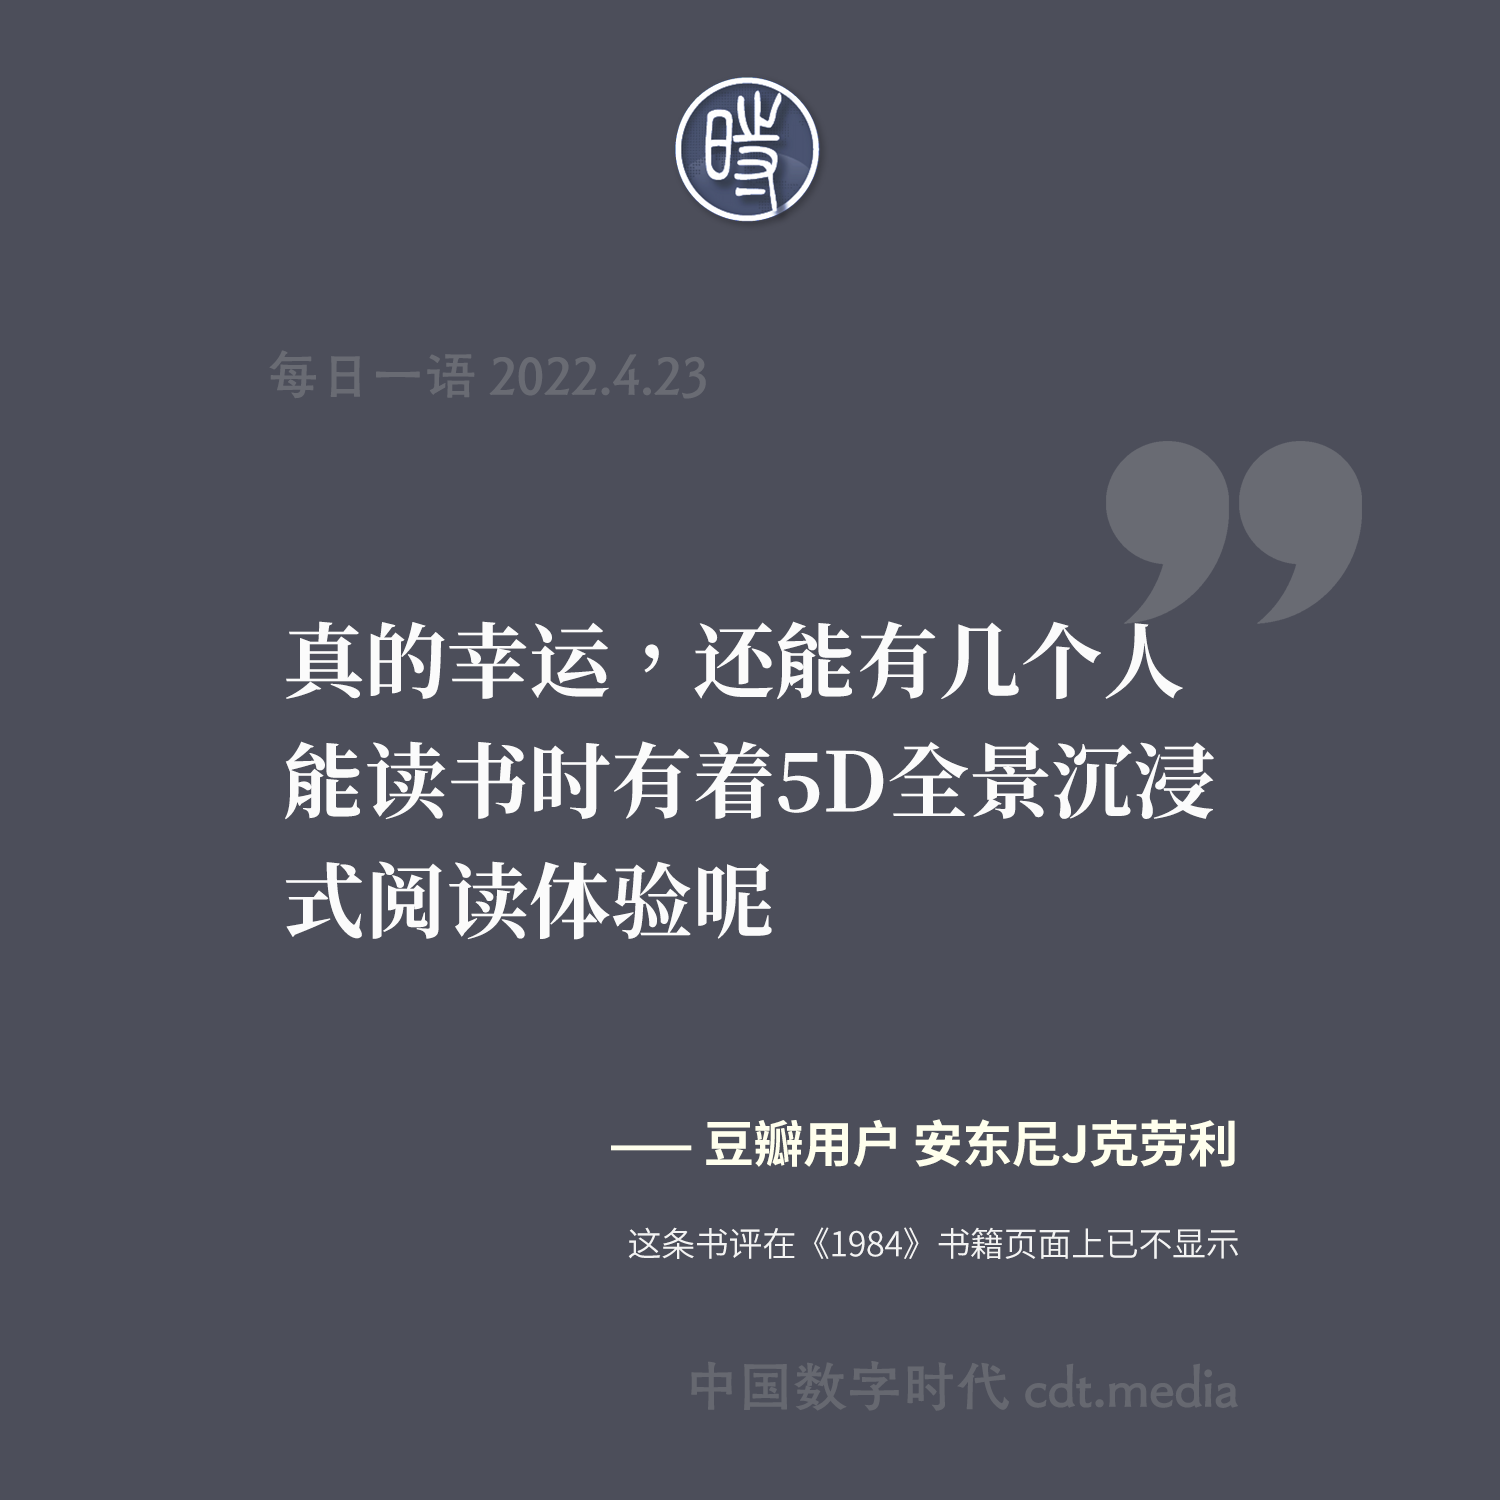 時
每日一语 2022.4.23
真的幸运，还能有几个人
能读书时有着5D全景沉浸
式阅读体验呢
—— 豆瓣用户 安东尼J克劳利
这条书评在《1984》书籍页面上已不显示
中国数字时代 cdt.media